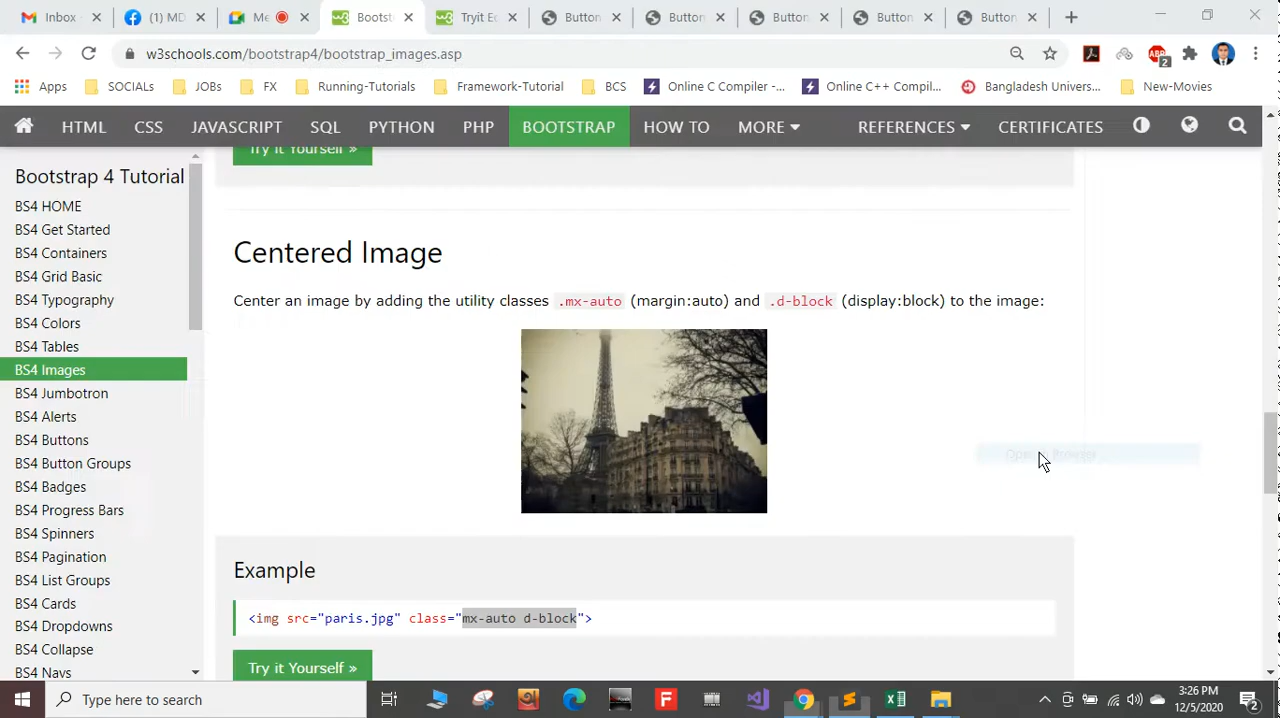 Inbox
(1) MD
Me
Bootst
Tryit Ed
Button
Button
Button
Button
Button
w3schools.com/bootstrap4/bootstrap_images.asp
2
Apps
SOCIALs
JOBs
FX
Running-Tutorials
Framework-Tutorial
BCS
Online C Compiler -...
Online C++ Compil...
Bangladesh Univers...
New-Movies
HTML
CSS
JAVASCRIPT
SQL
PYTHON
PHP
BOOTSTRAP
HOW TO
MORE
REFERENCES
CERTIFICATES
Bootstrap 4 Tutorial
BS4 HOME
BS4 Get Started
BS4 Containers
BS4 Grid Basic
BS4 Typography
BS4 Colors
BS4 Tables
BS4 Images
BS4 Jumbotron
BS4 Alerts
BS4 Buttons
BS4 Button Groups
BS4 Badges
BS4 Progress Bars
BS4 Spinners
BS4 Pagination
BS4 List Groups
BS4 Cards
BS4 Dropdowns
BS4 Collapse
BS4 Navs
Try it Yourself »
Centered Image
Center an image by adding the utility classes .mx-auto (margin:auto) and .d-block (display:block) to the image:
Open in Browser
Example
<img src="paris.jpg" class="mx-auto d-block">
Try it Yourself »
Type here to search
3:26 PM
12/5/2020
2